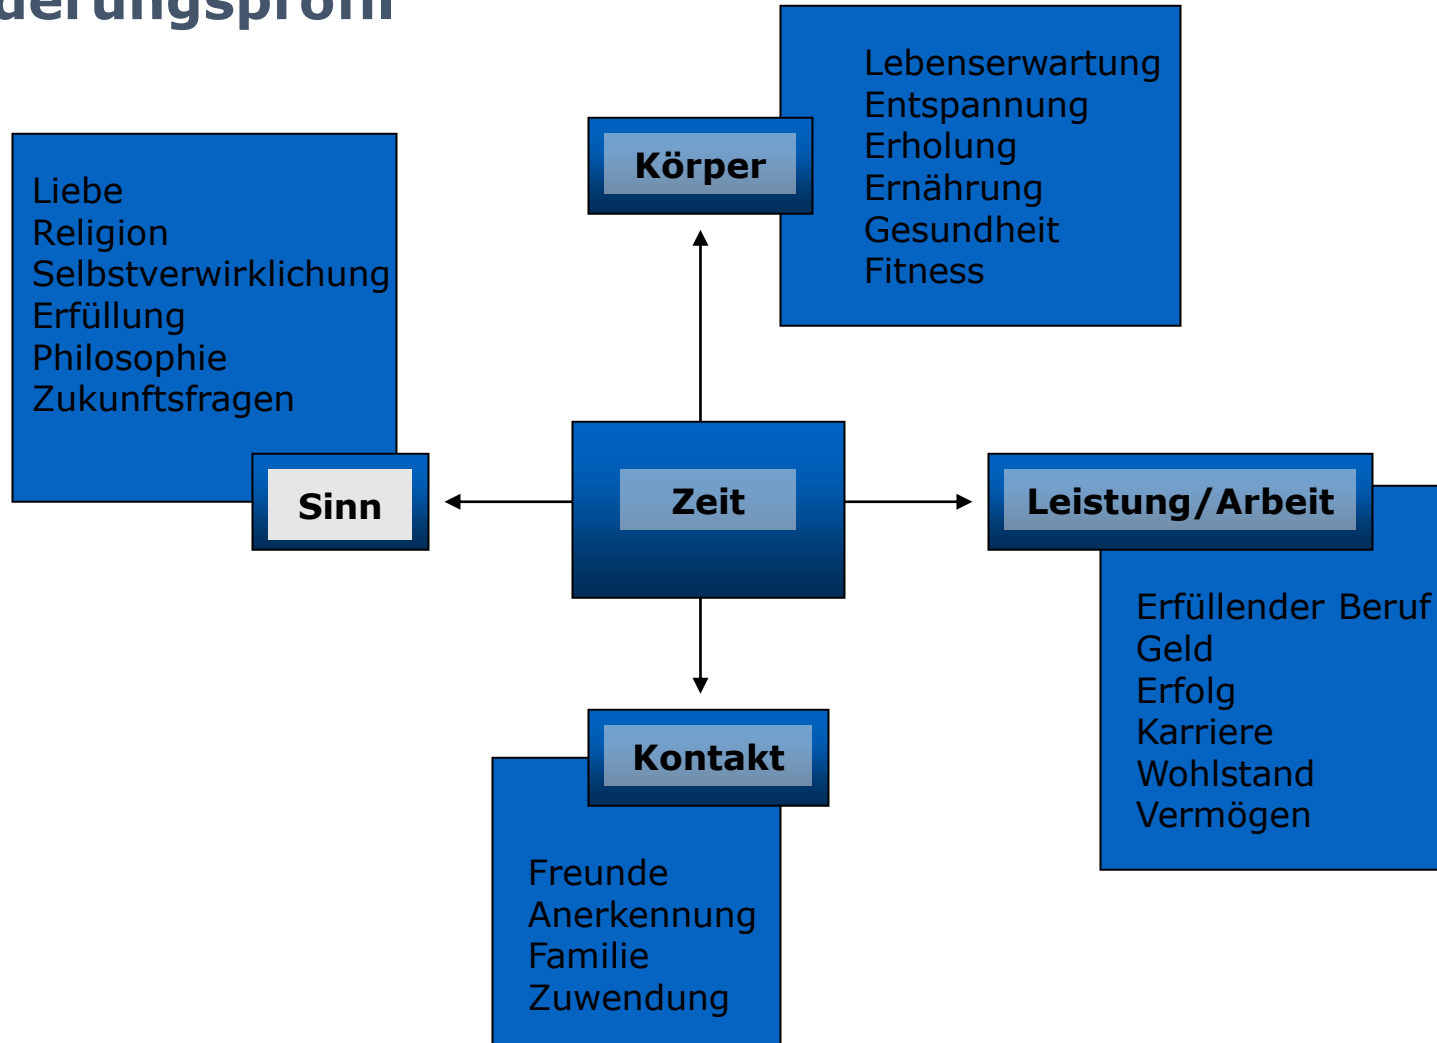 derungsprofil
Lebenserwartung
Entspannung
Erholung
Ernährung
Gesundheit
Fitness
Körper
Liebe
Religion
Selbstverwirklichung
Erfüllung
Philosophie
Zukunftsfragen
Sinn
Zeit
Leistung/Arbeit
Erfüllender Beruf
Geld
Erfolg
Karriere
Wohlstand
Vermögen
Kontakt
Freunde
Anerkennung
Familie
Zuwendung